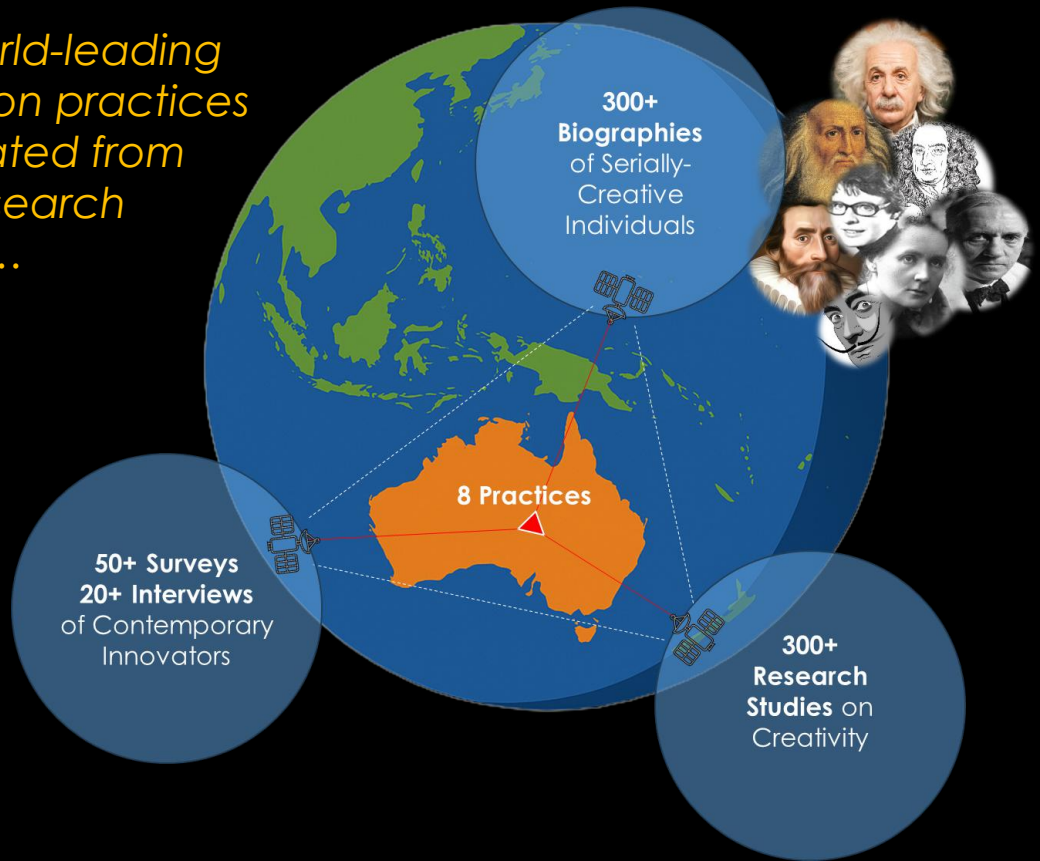 rld-leading
on practices
ated from
search
..
300+
Biographies
of Serially-
Creative
Individuals
8 Practices
50+ Surveys
20+ Interviews
of Contemporary
Innovators
300+
Research
Studies on
Creativity